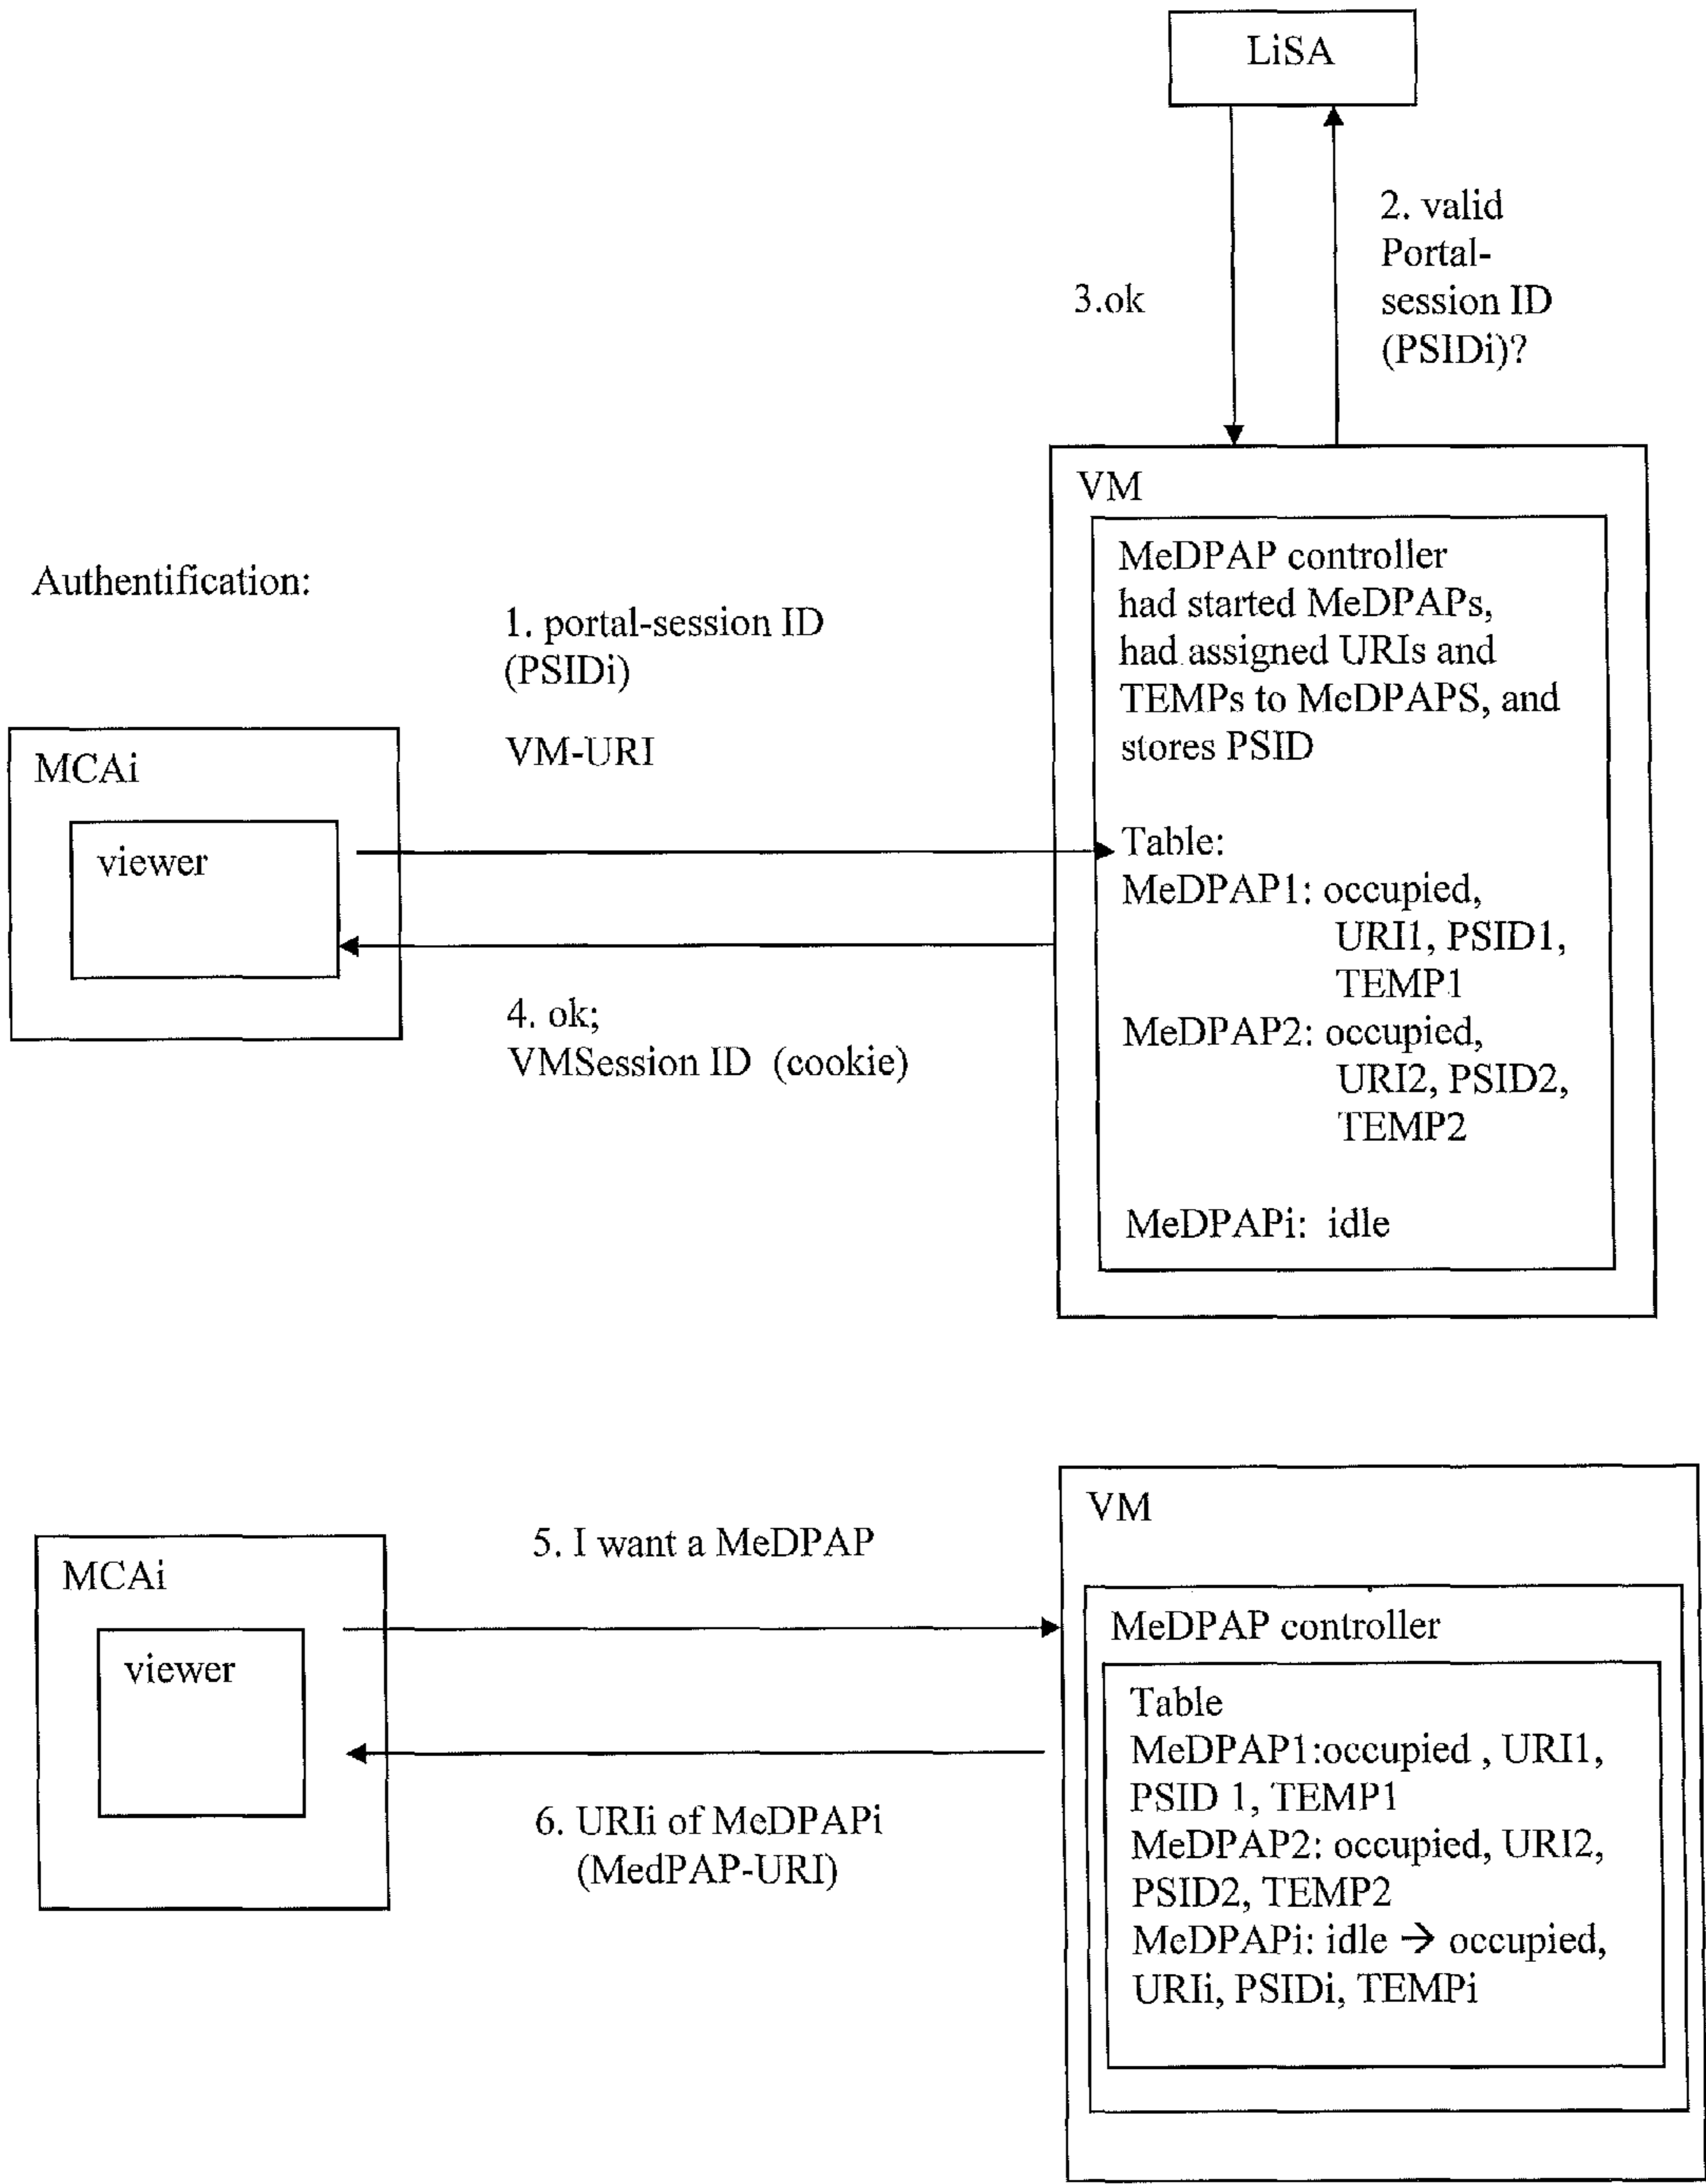 LiSA
2. valid
Portal-
session ID
(PSIDi)?
3.ok
Authentification:
1. portal-session ID
(PSIDi)
VM-URI
MCAi
viewer
4. ok;
VMSession ID (cookie)
VM
MeDPAP controller
had started MeDPAPs,
had assigned URIs and
TEMPs to MeDPAPS, and
stores PSID
Table:
MeDPAP1: occupied,
URI1, PSID1,
TEMP1
MeDPAP2: occupied,
URI2, PSID2,
TEMP2
MeDPAPi: idle
MCAi
viewer
5. I want a MeDPAP
6. URIi of MeDPAPi
(MedPAP-URI)
VM
MeDPAP controller
Table
MeDPAP1:occupied , URI1,
PSID 1, TEMP1
MeDPAP2: occupied, URI2,
PSID2, TEMP2
MeDPAPi: idle → occupied,
URIi, PSIDi, TEMPi